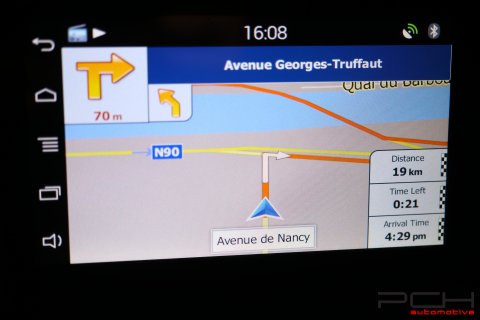 16:08
Avenue Georges-Truffaut
70 m
Quai du Barbou
N90
Distance
19 km
Time Left
0:21
Arrival Time
4:29 pm
Avenue de Nancy
PCH
automotive